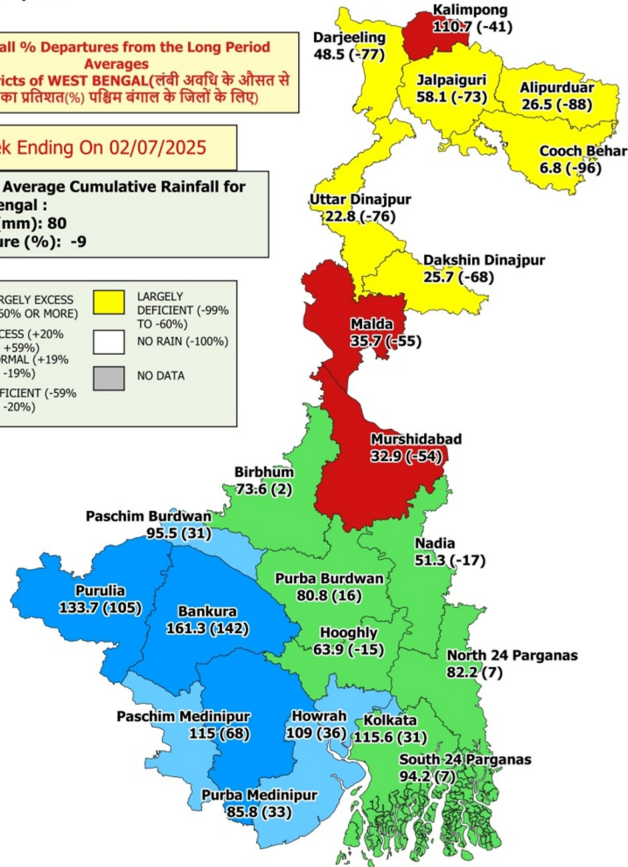 all % Departures from the Long Period
Averages
ricts of WEST BENGAL(लंबी अवधि के औसत से
का प्रतिशत(%) पश्चिम बंगाल के जिलों के लिए)
k Ending On 02/07/2025
Average Cumulative Rainfall for
engal :
(mm): 80
ure (%): -9
RGELY EXCESS
60% OR MORE)
CESS (+20%
+59%)
RMAL (+19%
-19%)
FICIENT (-59%
-20%)
LARGELY
DEFICIENT (-99%
TO -60%)
NO RAIN (-100%)
NO DATA
Kalimpong
110.7 (-41)
Darjeeling
48.5 (-77)
Jalpaiguri
58.1 (-73)
Alipurduar
26.5 (-88)
Cooch Behar
6.8 (-96)
Uttar Dinajpur
22.8 (-76)
Dakshin Dinajpur
25.7 (-68)
Malda
35.7 (-55)
Murshidabad
32.9 (-54)
Birbhum
73.6 (2)
Paschim Burdwan
95.5 (31)
Nadia
51.3 (-17)
Purba Burdwan
80.8 (16)
Purulia
133.7 (105)
Bankura
161.3 (142)
Hooghly
63.9 (-15)
North 24 Parganas
82.2 (7)
Paschim Medinipur
115 (68)
Howrah
109 (36)
Kolkata
115.6 (31)
South 24 Parganas
94.2 (7)
Purba Medinipur
85.8 (33)